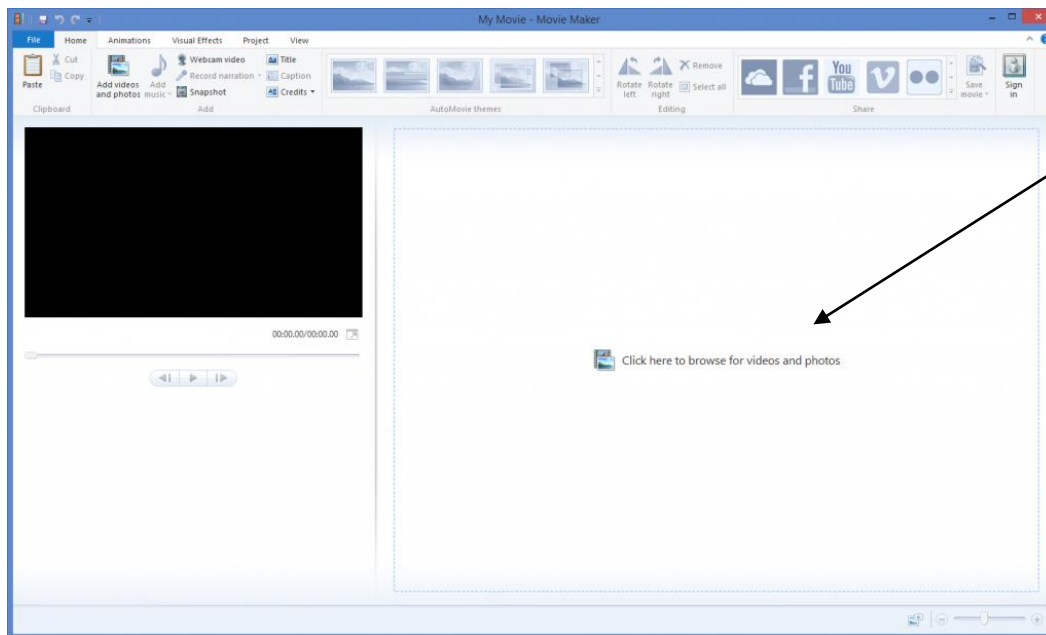 My Movie - Movie Maker
File Home Animations Visual Effects Project View
Paste
Cut
Copy
Clipboard
Add videos
and photos
Add
music
Webcam video
Record narration
Snapshot
Title
Caption
Credits
Add
AutoMovie themes
Rotate
left
Rotate
right
Remove
Select all
Editing
f
You
Tube
V
Share
Save
movie
Sign
in
00:00.00/00:00.00
Click here to browse for videos and photos